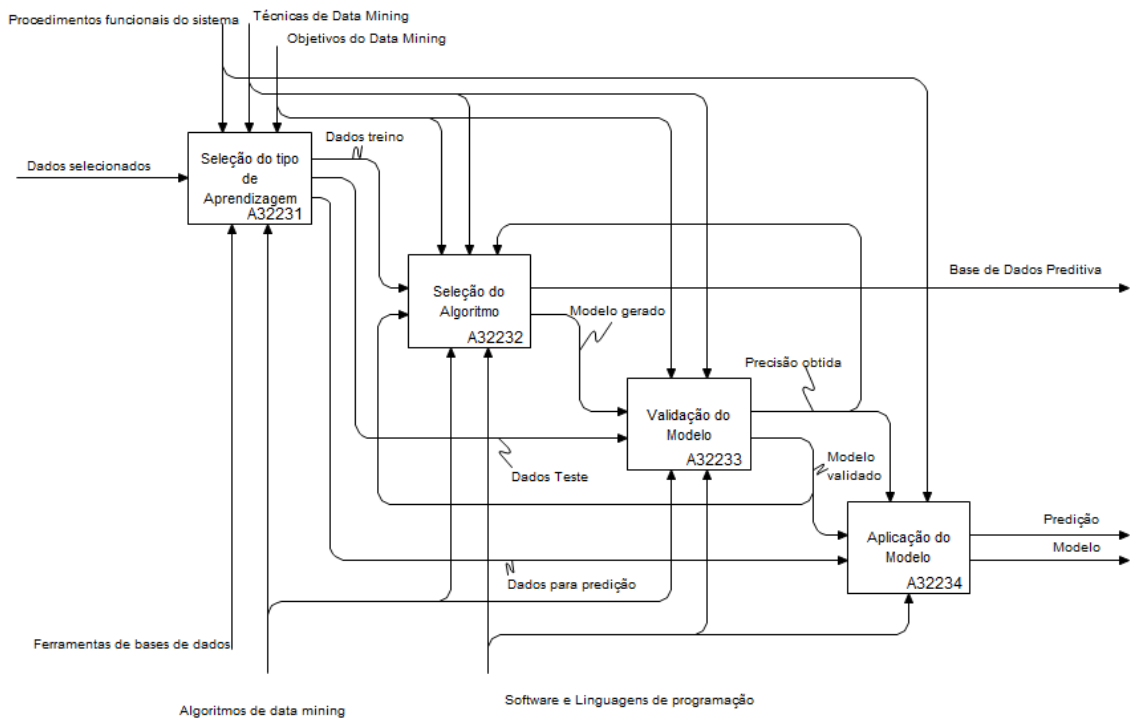 Procedimentos funcionais do sistema
Técnicas de Data Mining
Objetivos do Data Mining
Dados treino
Dados selecionados
Seleção do tipo
de
Aprendizagem
A32231
Base de Dados Preditiva
Seleção do
Algoritmo
A32232
Modelo gerado
Precisão obtida
Validação do
Modelo
A32233
Modelo
validado
Dados Teste
Predição
Aplicação do
Modelo
A32234
Modelo
Dados para predição
Ferramentas de bases de dados
Software e Linguagens de programação
Algoritmos de data mining